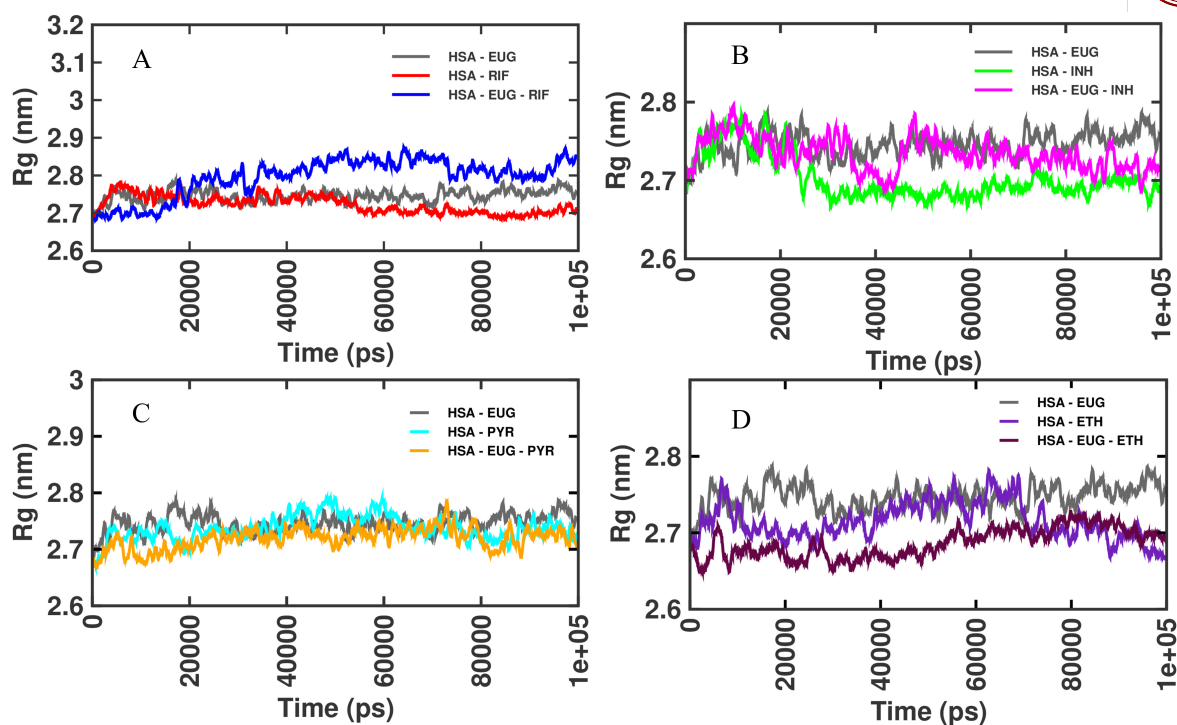 A
HSA - EUG
HSA - RIF
HSA - EUG - RIF
Rg (nm)
3.2
3.1
3
2.9
2.8
2.7
2.6
0
20000
40000
60000
80000
1e+05
Time (ps)
B
HSA - EUG
HSA - INH
HSA - EUG - INH
Rg (nm)
2.8
2.7
2.6
0
20000
40000
60000
80000
1e+05
Time (ps)
C
HSA - EUG
HSA - PYR
HSA - EUG - PYR
Rg (nm)
3
2.9
2.8
2.7
2.6
0
20000
40000
60000
80000
1e+05
Time (ps)
D
HSA - EUG
HSA - ETH
HSA - EUG - ETH
Rg (nm)
2.8
2.7
2.6
0
20000
40000
60000
80000
1e+05
Time (ps)